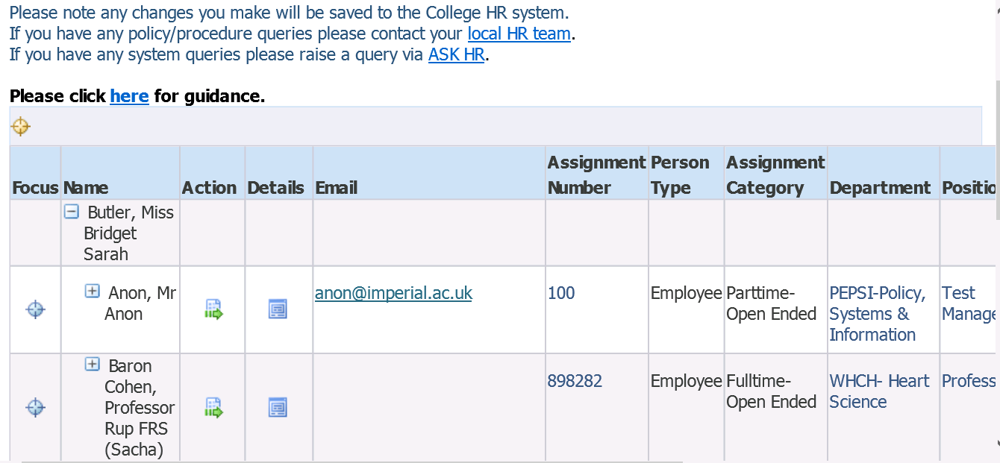 Please note any changes you make will be saved to the College HR system.
If you have any policy/procedure queries please contact your local HR team.
If you have any system queries please raise a query via ASK HR.
Please click here for guidance.
Focus Name Action Details Email Assignment Number Person Type Assignment Category Department Positio
Butler, Miss
Bridget
Sarah
Anon, Mr
Anon
anon@imperial.ac.uk
100
Employee
Parttime-
Open Ended
PEPSI-Policy,
Systems &
Information
Test
Manage
Baron
Cohen,
Professor
Rup FRS
(Sacha)
898282
Employee
Fulltime-
Open Ended
WHCH- Heart
Science
Profess